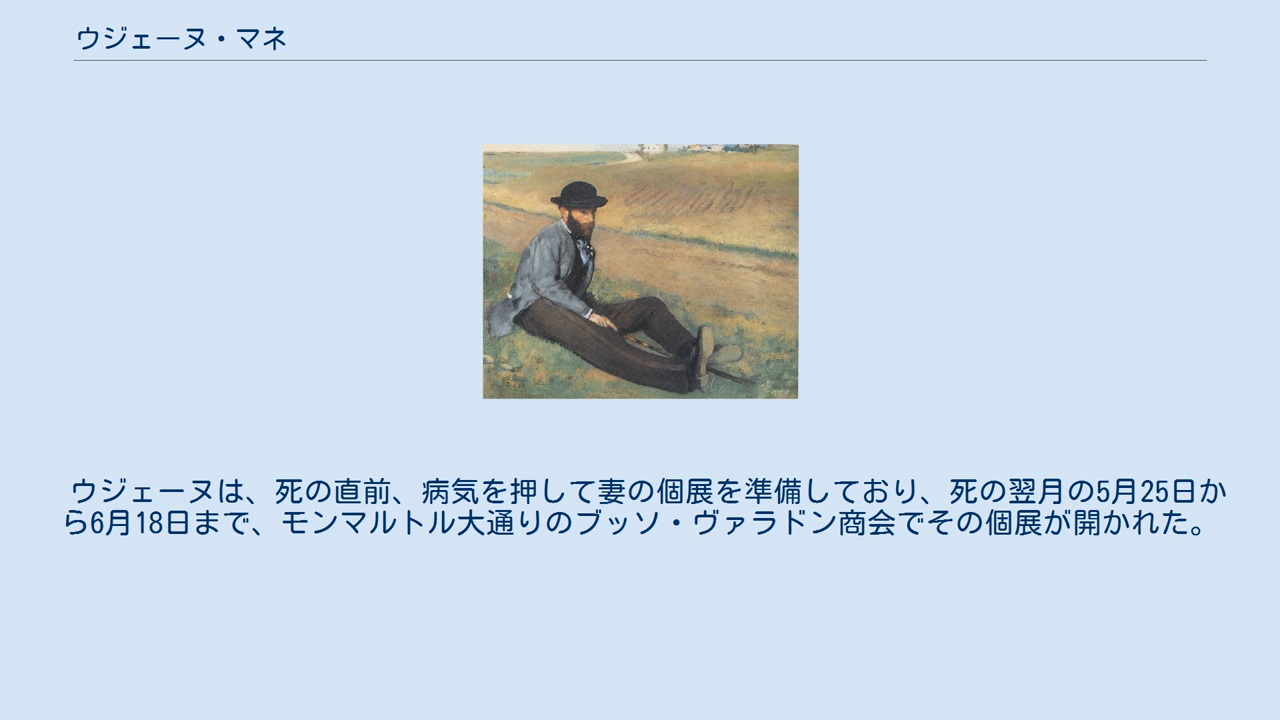 ウジェーヌ・マネ
ウジェーヌは、死の直前、病気を押して妻の個展を準備しており、死の翌月の5月25日か
ら6月18日まで、モンマルトル大通りのブッソ・ヴァラドン商会でその個展が開かれた。